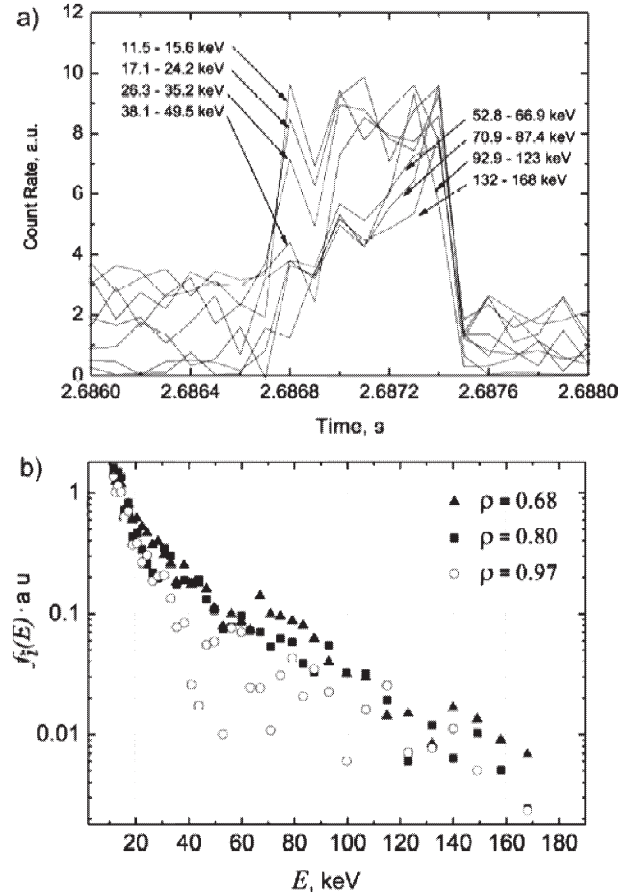 a)
12
10
8
6
4
2
0
Count Rate, a.u.
11.5 - 15.6 keV
17.1 - 24.2 keV
26.3 - 35.2 keV
38.1 - 49.5 keV
52.8 - 66.9 keV
70.9 - 87.4 keV
92.9 - 123 keV
132 - 168 keV
2.6860 2.6864 2.6868 2.6872 2.6876 2.6880
Time, s
b)
1
0.1
0.01
fi(E) · a u
ρ = 0.68
ρ = 0.80
ρ = 0.97
20 40 60 80 100 120 140 160 180 190
E, keV